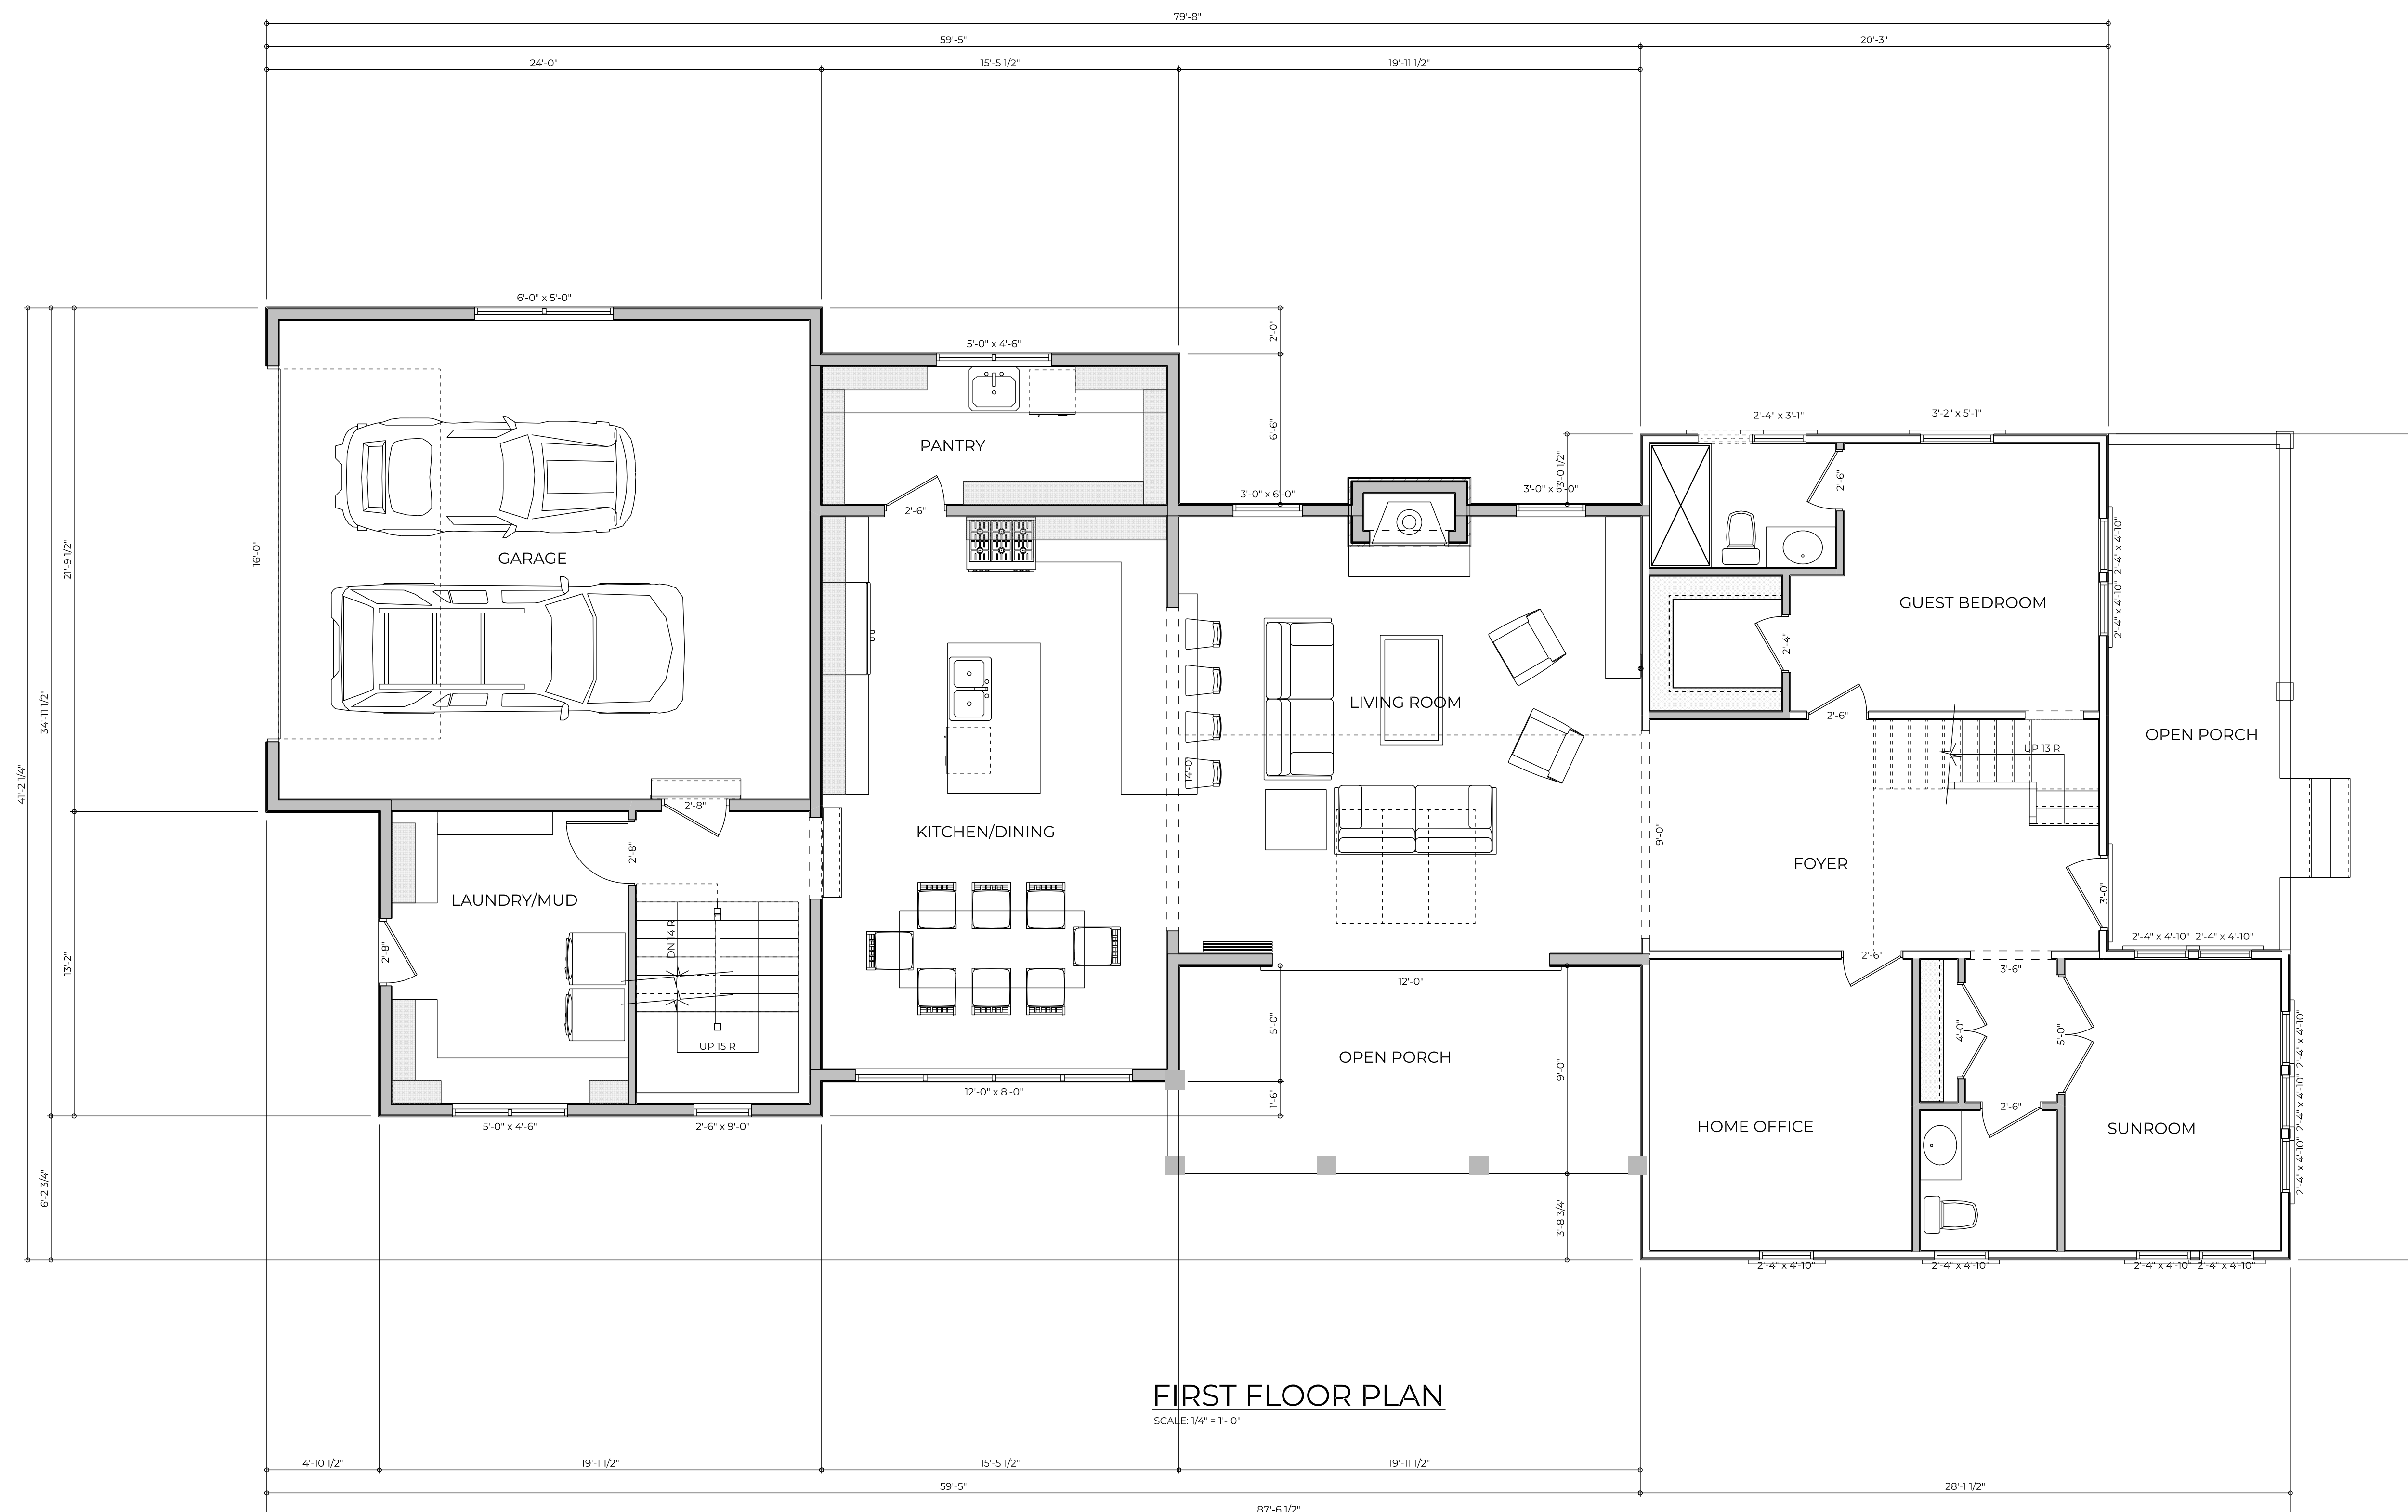 79'-8"
59'-5"
20'-3"
24'-0"
15'-5 1/2"
19'-11 1/2"
6'-0" x 5'-0"
2'-0"
5'-0" x 4'-6"
2'-4" x 3'-1"
3'-2" x 5'-1"
6'-6"
PANTRY
3'-0 1/2"
2'-6"
3'-0" x 6'-0"
3'-0" x 6'-0"
2'-6"
21'-9 1/2"
16'-0"
GARAGE
2'-4" x 4'-10"
2'-4" x 4'-10"
GUEST BEDROOM
2'-4"
34'-11 1/2"
LIVING ROOM
2'-6"
OPEN PORCH
UP 13 R
14'-0"
41'-2 1/4"
2'-8"
KITCHEN/DINING
9'-0"
2'-8"
FOYER
LAUNDRY/MUD
3'-0"
DN 14 R
2'-8"
2'-4" x 4'-10"
2'-4" x 4'-10"
13'-2"
2'-6"
3'-6"
12'-0"
5'-0"
4'-0"
5'-0"
2'-4" x 4'-10"
UP 15 R
OPEN PORCH
9'-0"
12'-0" x 8'-0"
1'-6"
2'-4" x 4'-10"
2'-6"
5'-0" x 4'-6"
2'-6" x 9'-0"
HOME OFFICE
SUNROOM
2'-4" x 4'-10"
6'-2 3/4"
3'-8 3/4"
2'-4" x 4'-10"
2'-4" x 4'-10"
2'-4" x 4'-10"
2'-4" x 4'-10"
FIRST FLOOR PLAN
SCALE: 1/4" = 1'- 0"
4'-10 1/2"
19'-1 1/2"
15'-5 1/2"
19'-11 1/2"
59'-5"
28'-1 1/2"
87'-6 1/2"